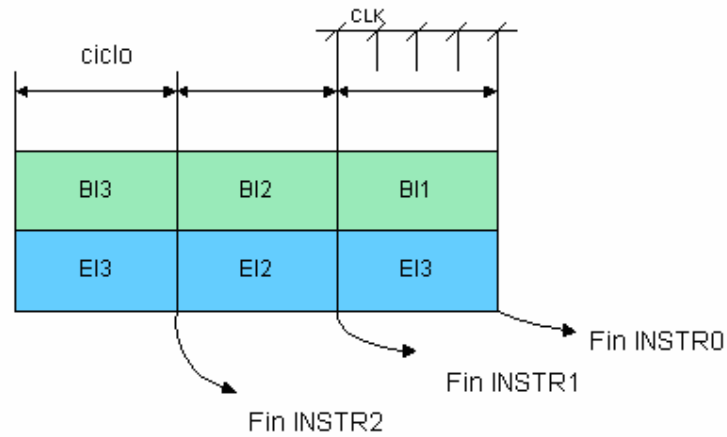 CLK
ciclo
BI3 BI2 BI1
EI3 EI2 EI3
Fin INSTR0
Fin INSTR1
Fin INSTR2